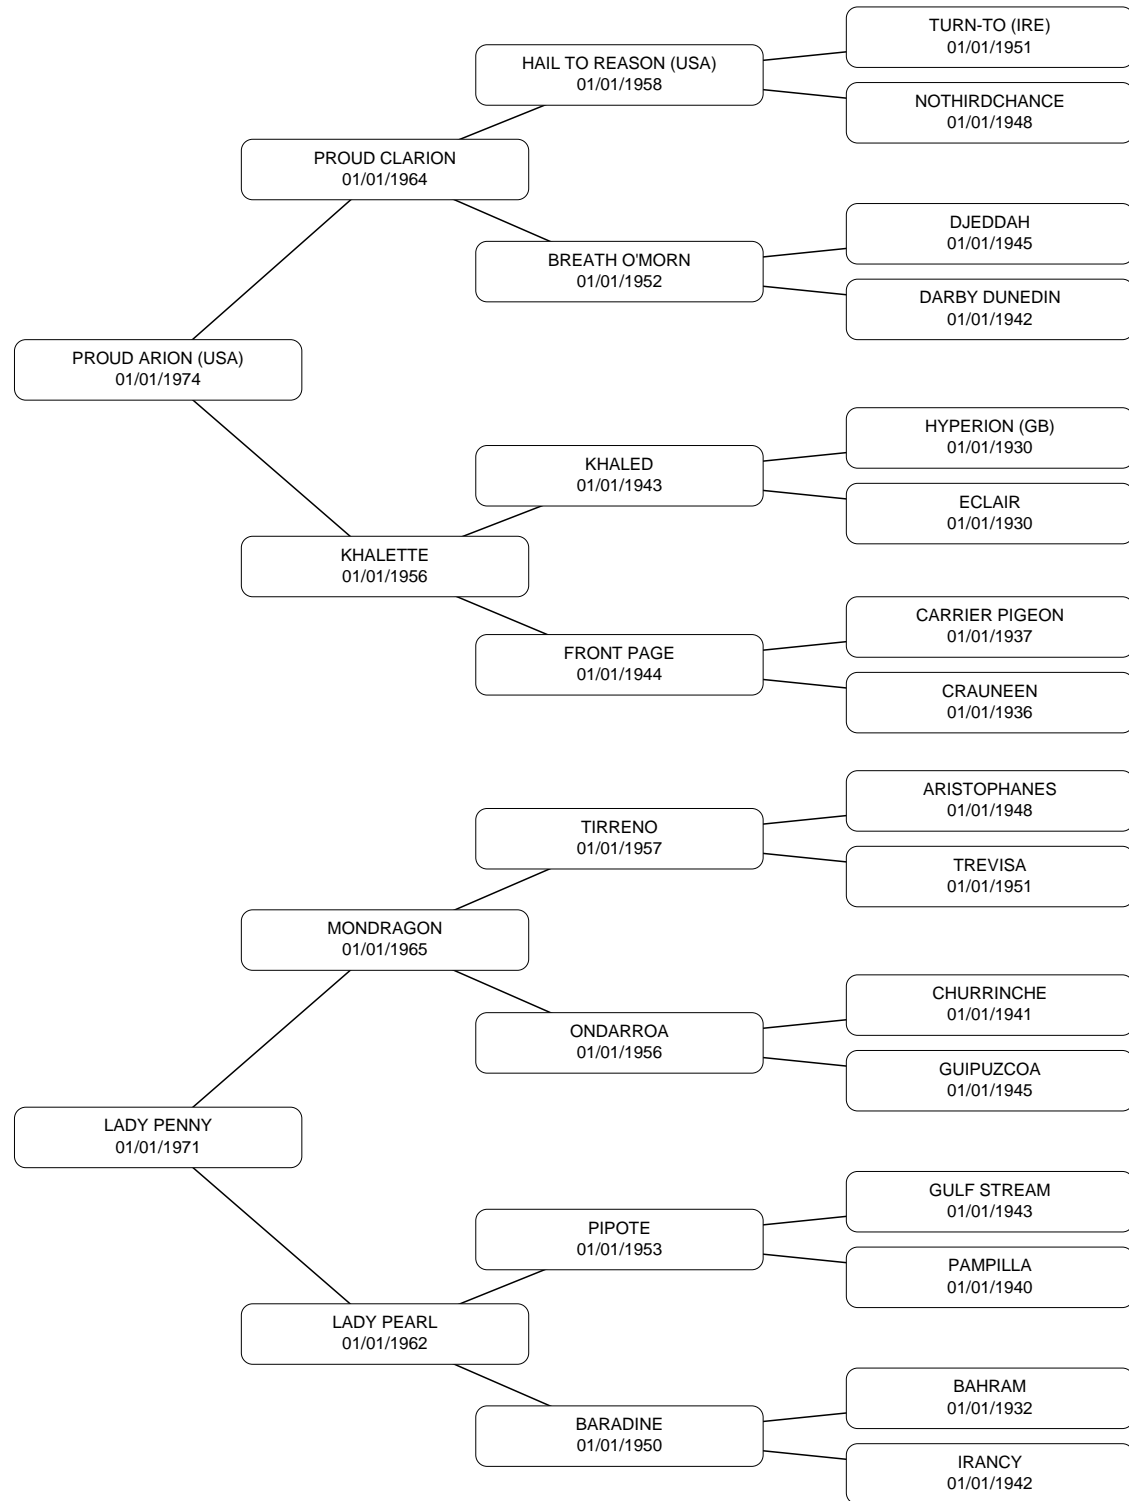 TURN-TO (IRE)
01/01/1951
HAIL TO REASON (USA)
01/01/1958
NOTHIRDCHANCE
01/01/1948
PROUD CLARION
01/01/1964
DJEDDAH
01/01/1945
BREATH O'MORN
01/01/1952
DARBY DUNEDIN
01/01/1942
PROUD ARION (USA)
01/01/1974
HYPERION (GB)
01/01/1930
KHALED
01/01/1943
ECLAIR
01/01/1930
KHALETTE
01/01/1956
CARRIER PIGEON
01/01/1937
FRONT PAGE
01/01/1944
CRAUNEEN
01/01/1936
ARISTOPHANES
01/01/1948
TIRRENO
01/01/1957
TREVISA
01/01/1951
MONDRAGON
01/01/1965
CHURRINCHE
01/01/1941
ONDARROA
01/01/1956
GUIPUZCOA
01/01/1945
LADY PENNY
01/01/1971
GULF STREAM
01/01/1943
PIPOTE
01/01/1953
PAMPILLA
01/01/1940
LADY PEARL
01/01/1962
BAHRAM
01/01/1932
BARADINE
01/01/1950
IRANCY
01/01/1942